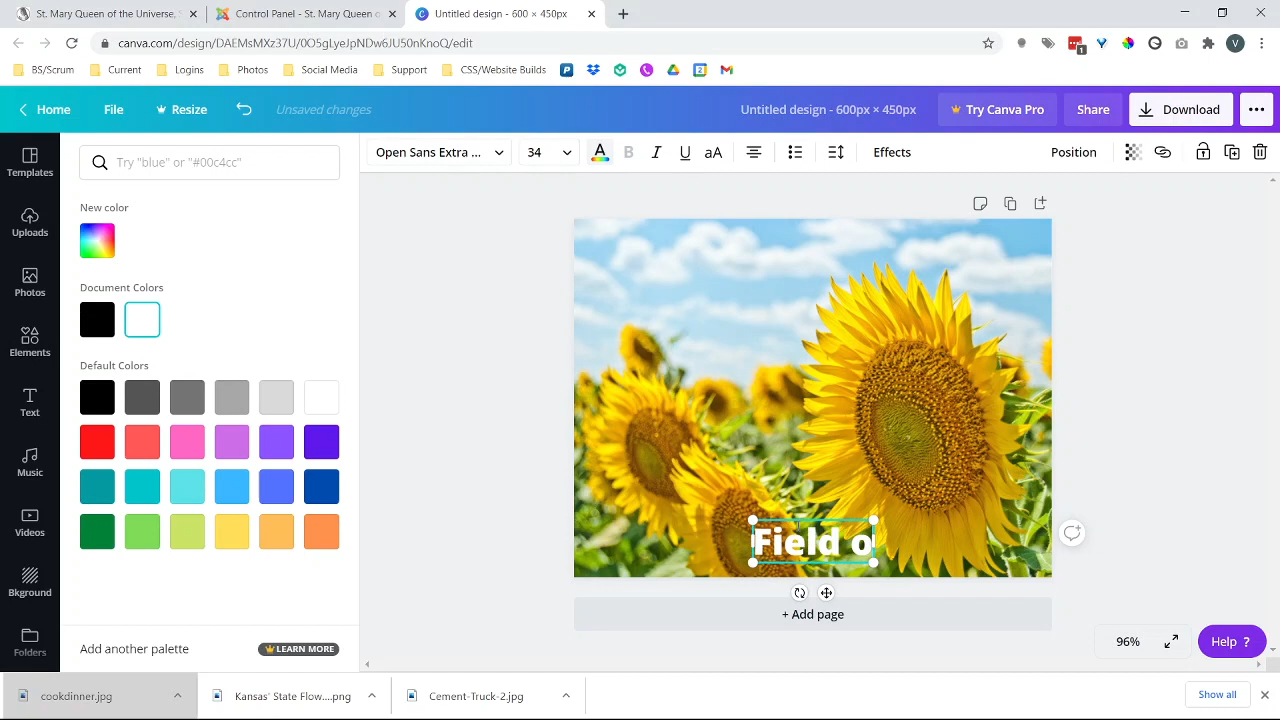 St. Mary Queen of the Universe,
Control Panel - St. Mary Queen o
Untitled design - 600 × 450px
canva.com/design/DAEMsMXz37U/0O5gLyeJpNDw6JU50nKnoQ/edit
1
V
BS/Scrum
Current
Logins
Photos
Social Media
Support
CSS/Website Builds
Home
File
Resize
Unsaved changes
Untitled design - 600px × 450px
Try Canva Pro
Share
Download
Templates
Uploads
Photos
Elements
Text
Music
Videos
Bkground
Folders
Try "blue" or "#00c4cc"
New color
Document Colors
Default Colors
Add another palette
LEARN MORE
Open Sans Extra ...
34
A
B
I
U
aA
Effects
Position
Field o
+ Add page
96%
Help ?
cookdinner.jpg
Kansas' State Flow....png
Cement-Truck-2.jpg
Show all